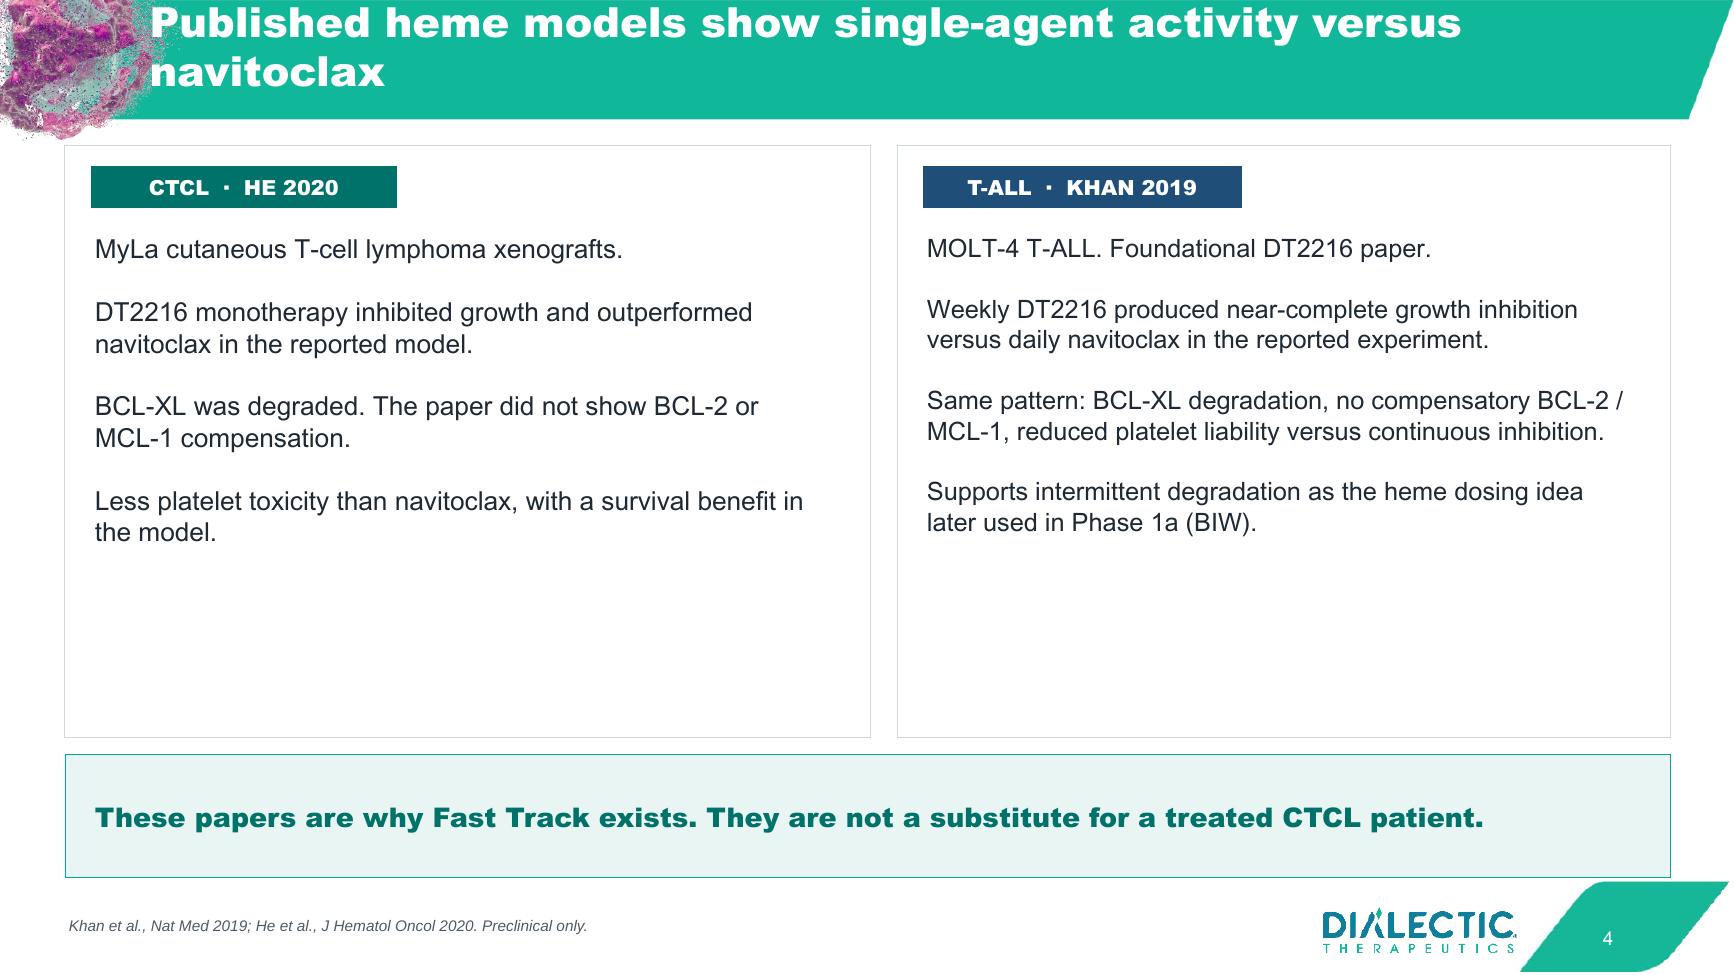 Published heme models show single-agent activity versus
navitoclax
CTCL · HE 2020
MyLa cutaneous T-cell lymphoma xenografts.
DT2216 monotherapy inhibited growth and outperformed
navitoclax in the reported model.
BCL-XL was degraded. The paper did not show BCL-2 or
MCL-1 compensation.
Less platelet toxicity than navitoclax, with a survival benefit in
the model.
T-ALL · KHAN 2019
MOLT-4 T-ALL. Foundational DT2216 paper.
Weekly DT2216 produced near-complete growth inhibition
versus daily navitoclax in the reported experiment.
Same pattern: BCL-XL degradation, no compensatory BCL-2 /
MCL-1, reduced platelet liability versus continuous inhibition.
Supports intermittent degradation as the heme dosing idea
later used in Phase 1a (BIW).
These papers are why Fast Track exists. They are not a substitute for a treated CTCL patient.
Khan et al., Nat Med 2019; He et al., J Hematol Oncol 2020. Preclinical only.
DIALECTIC
THERAPEUTICS
4